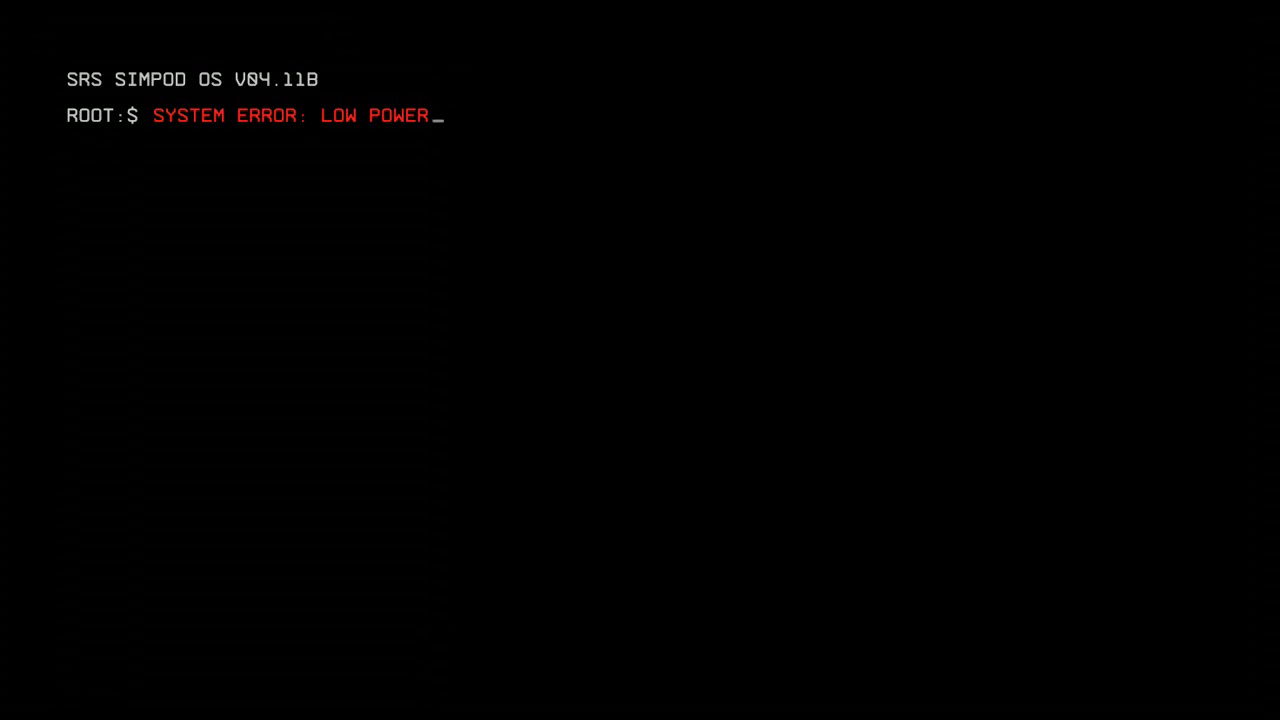 SRS SIMPOD OS V04.11B
ROOT:$ SYSTEM ERROR: LOW POWER_